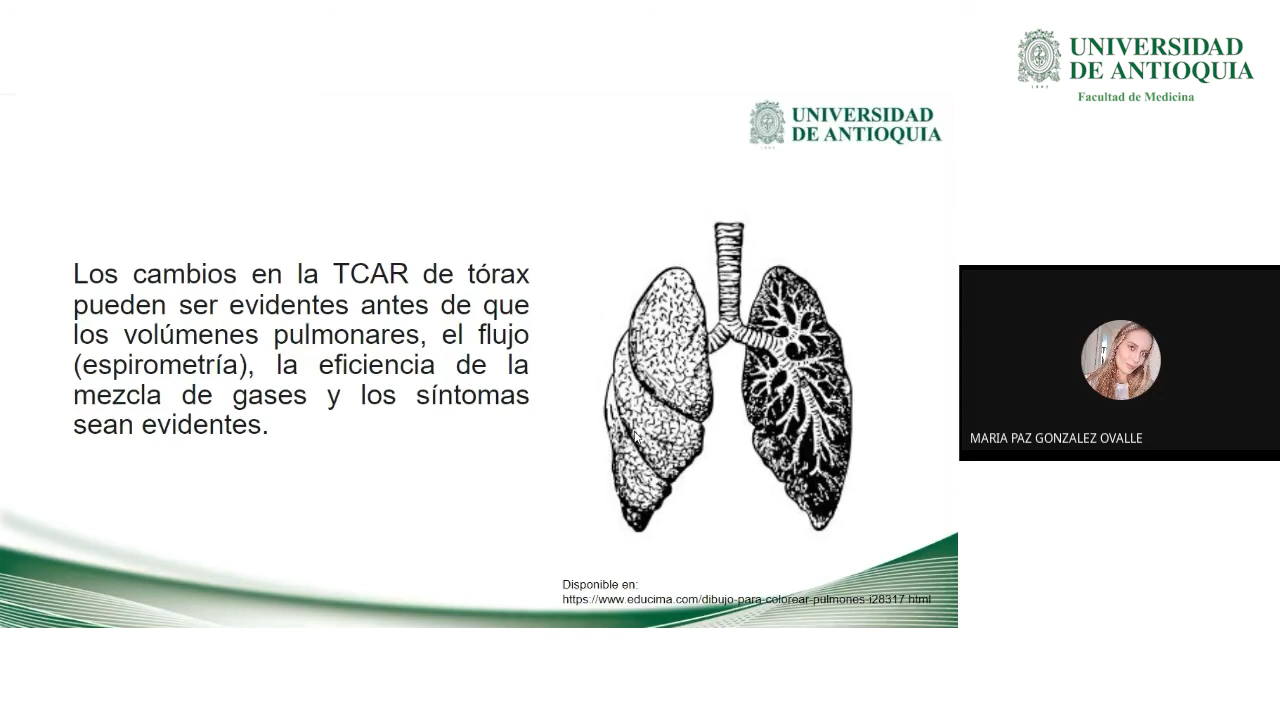 UNIVERSIDAD
DE ANTIOQUIA
Facultad de Medicina
UNIVERSIDAD
DE ANTIOQUIA
Los cambios en la TCAR de tórax
pueden ser evidentes antes de que
los volúmenes pulmonares, el flujo
(espirometría), la eficiencia de la
mezcla de gases y los síntomas
sean evidentes.
MARIA PAZ GONZALEZ OVALLE
Disponible en:
https://www.educima.com/dibujo-para-colorear-pulmones-i28317.html